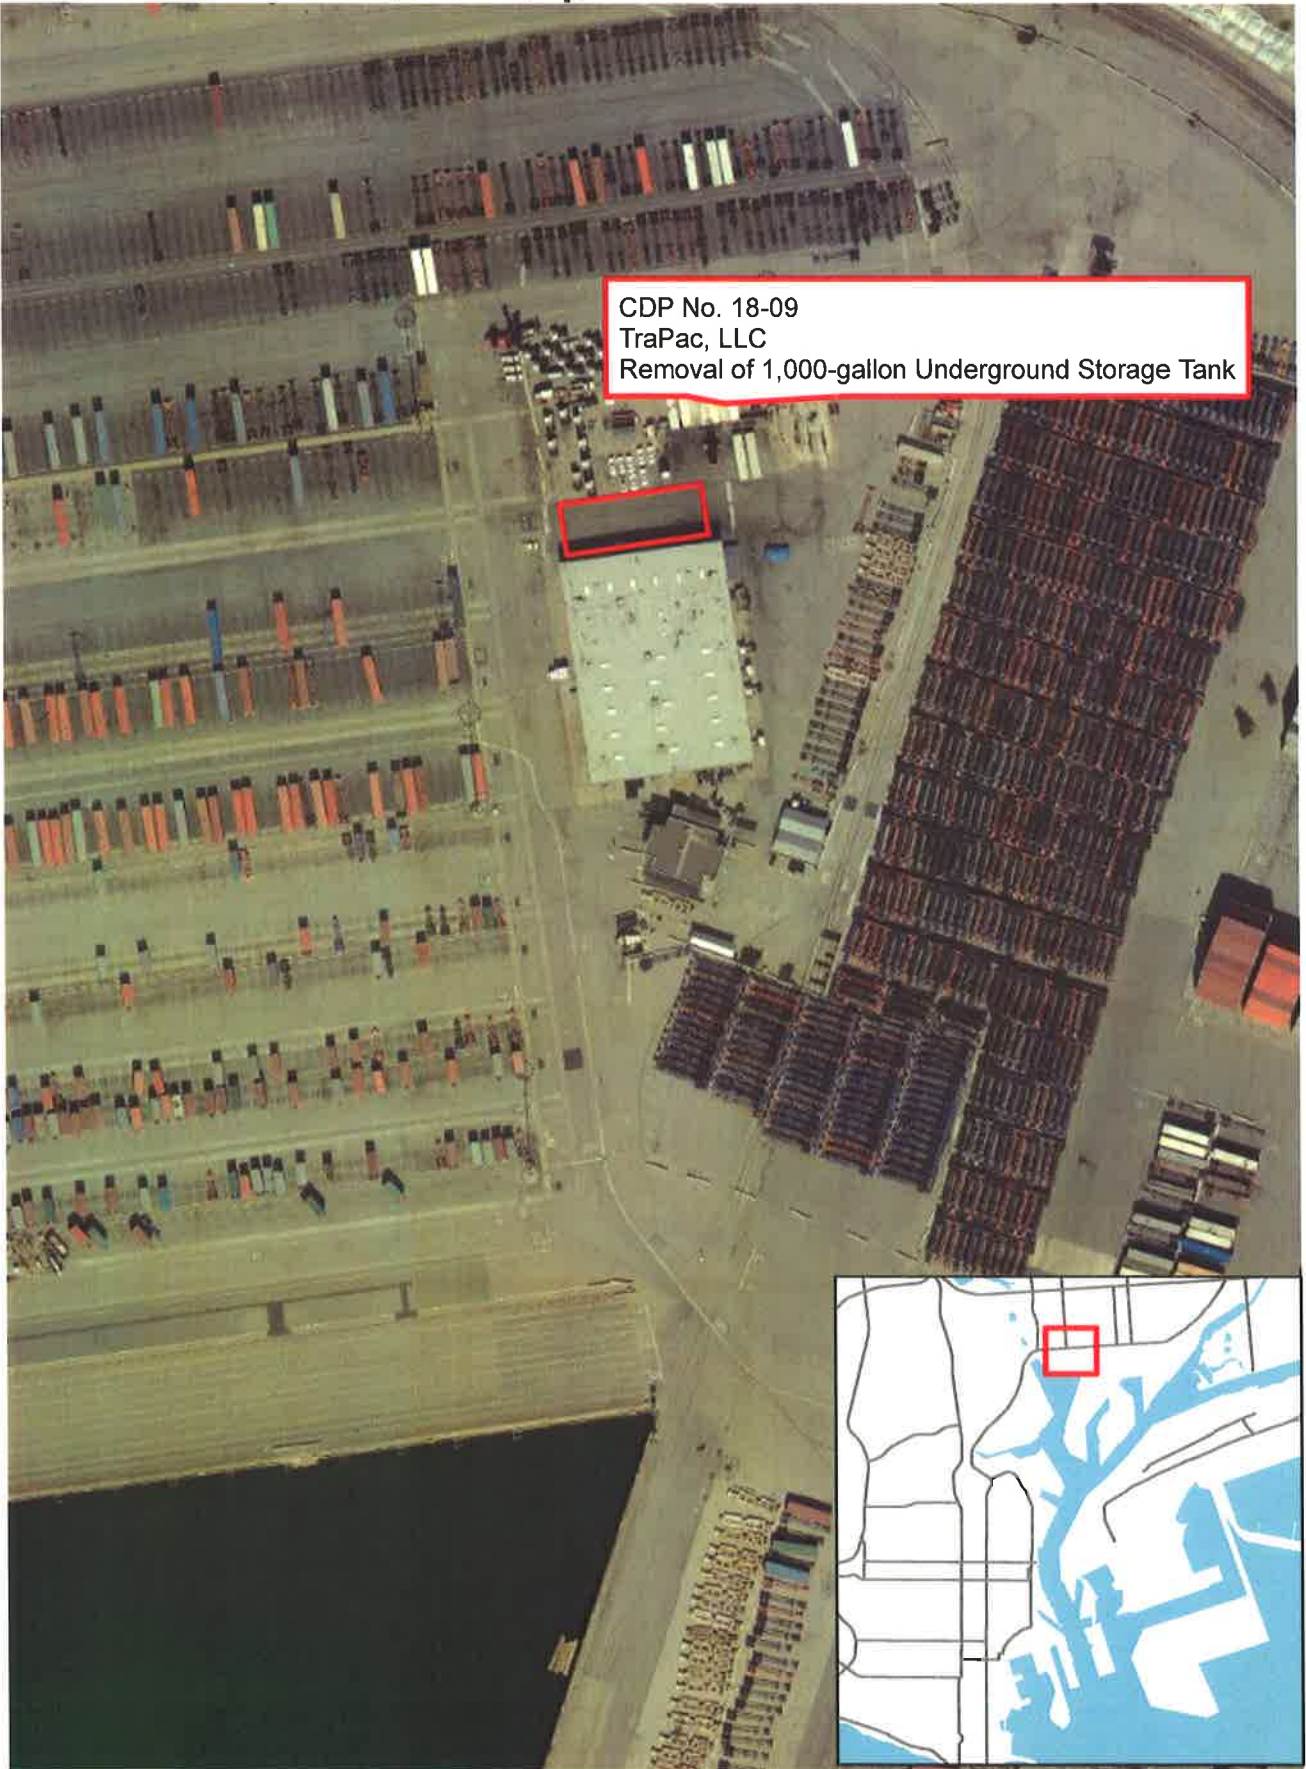 CDP No. 18-09
TraPac, LLC
Removal of 1,000-gallon Underground Storage Tank